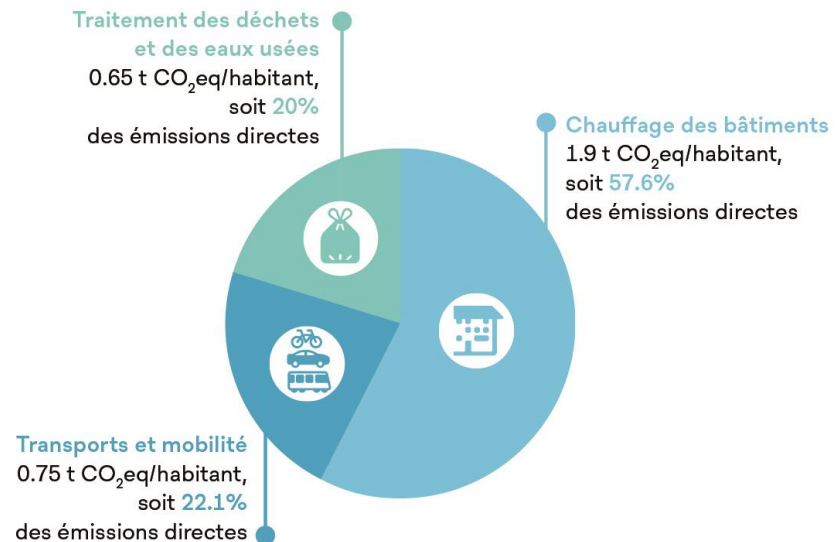 Traitement des déchets
et des eaux usées
0.65 t CO₂eq/habitant,
soit 20%
des émissions directes
Chauffage des bâtiments
1.9 t CO₂eq/habitant,
soit 57.6%
des émissions directes
Transports et mobilité
0.75 t CO₂eq/habitant,
soit 22.1%
des émissions directes